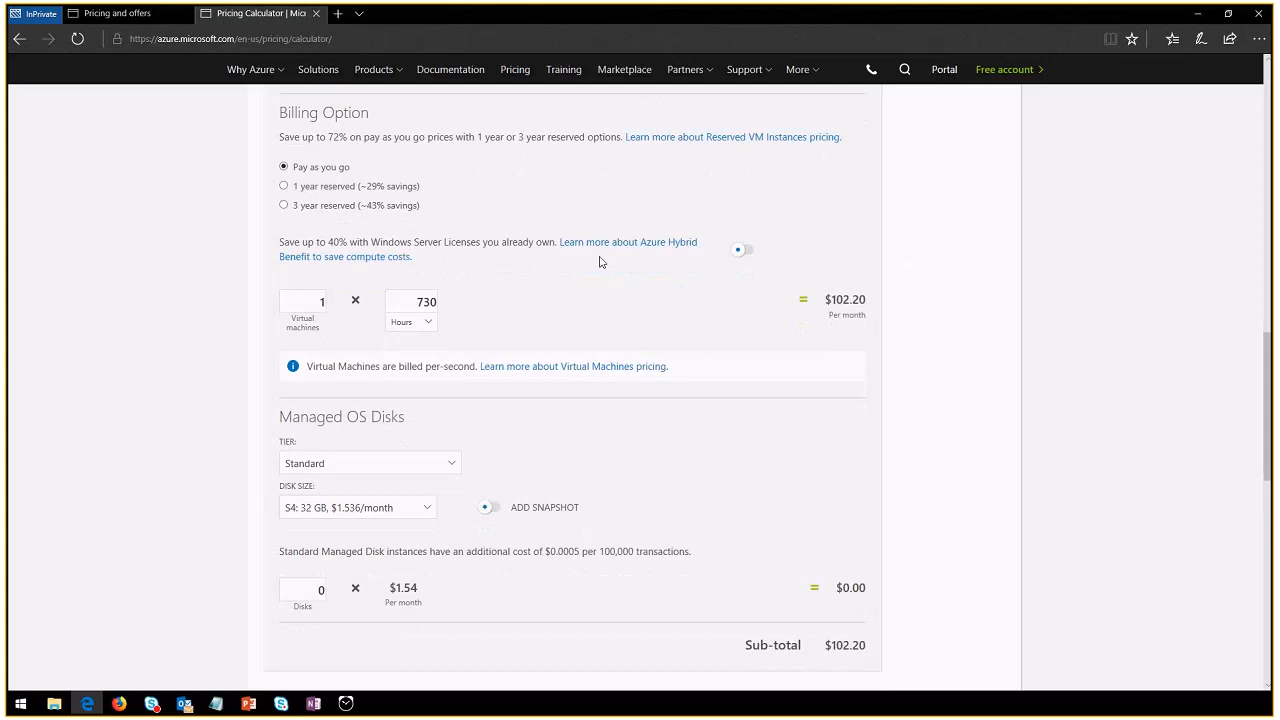 InPrivate
Pricing and offers
Pricing Calculator | Micr
https://azure.microsoft.com/en-us/pricing/calculator/
Why Azure Solutions Products Documentation Pricing Training Marketplace Partners Support More Portal Free account
Billing Option
Save up to 72% on pay as you go prices with 1 year or 3 year reserved options. Learn more about Reserved VM Instances pricing.
Pay as you go
1 year reserved (~29% savings)
3 year reserved (~43% savings)
Save up to 40% with Windows Server Licenses you already own. Learn more about Azure Hybrid
Benefit to save compute costs.
1 × 730 = $102.20
Virtual machines Hours Per month
Virtual Machines are billed per-second. Learn more about Virtual Machines pricing.
Managed OS Disks
TIER:
Standard
DISK SIZE:
S4: 32 GB, $1.536/month ADD SNAPSHOT
Standard Managed Disk instances have an additional cost of $0.0005 per 100,000 transactions.
0 × $1.54 = $0.00
Disks Per month
Sub-total $102.20